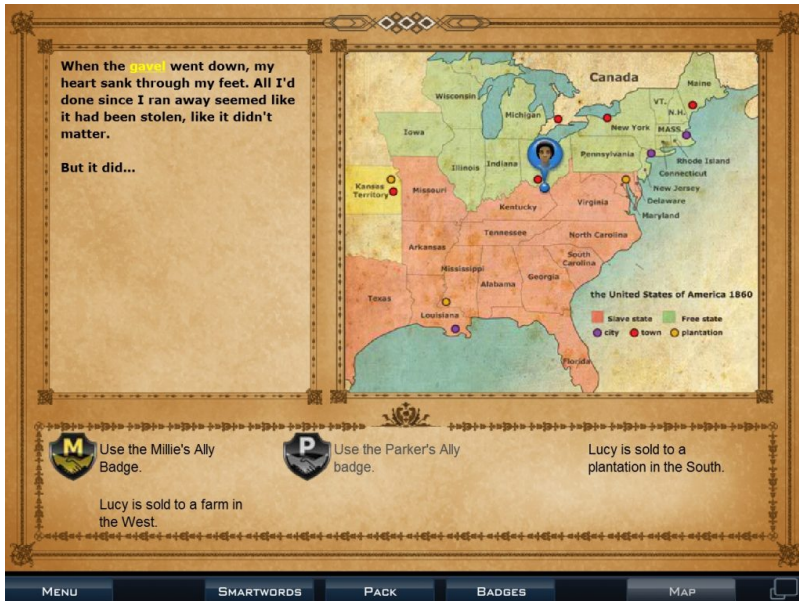 When the gavel went down, my
heart sank through my feet. All I'd
done since I ran away seemed like
it had been stolen, like it didn't
matter.
But it did...
Canada
Maine
Wisconsin
VT.
N.H.
Michigan
New York
MASS.
Iowa
Pennsylvania
Rhode Island
Illinois
Indiana
Connecticut
Kansas
Territory
Missouri
New Jersey
Virginia
Delaware
Kentucky
Maryland
Tennessee
North Carolina
Arkansas
South
Carolina
Mississippi
Georgia
Alabama
Texas
the United States of America 1860
Louisiana
Slave state
Free state
city
town
plantation
Florida
M
Use the Millie's Ally
Badge.
P
Use the Parker's Ally
badge.
Lucy is sold to a
plantation in the South.
Lucy is sold to a farm in
the West.
MENU
SMARTWORDS
PACK
BADGES
MAP